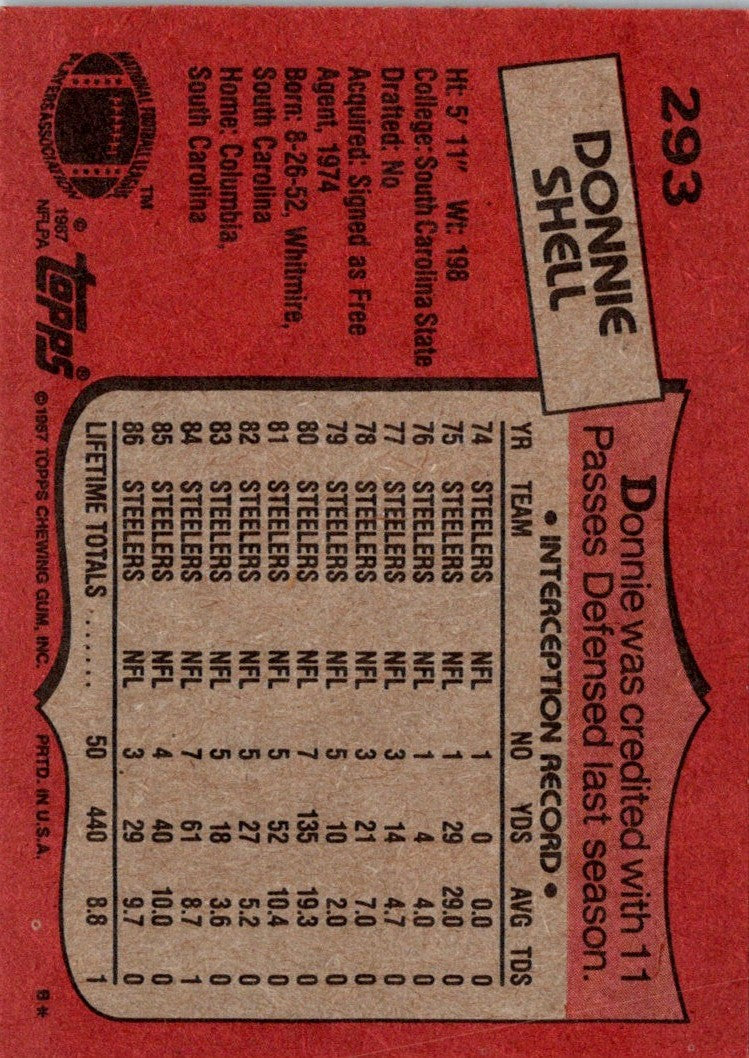 293
DONNIE
SHELL
Ht: 5' 11" Wt: 198
College: South Carolina State
Drafted: No
Acquired: Signed as Free
Agent, 1974
Born: 8-26-52, Whitmire,
South Carolina
Home: Columbia,
South Carolina
NATIONAL FOOTBALL LEAGUE
PLAYERS ASSOCIATION
TM
© 1987
NFLPA
topps®
©1987 TOPPS CHEWING GUM, INC. PRTD. IN U.S.A.
6*
Donnie was credited with 11
Passes Defensed last season.
• INTERCEPTION RECORD •
YR TEAM NO YDS AVG TDS
74 STEELERS NFL 1 0 0.0 0
75 STEELERS NFL 1 29 29.0 0
76 STEELERS NFL 1 4 4.0 0
77 STEELERS NFL 3 14 4.7 0
78 STEELERS NFL 3 21 7.0 0
79 STEELERS NFL 5 10 2.0 0
80 STEELERS NFL 7 135 19.3 0
81 STEELERS NFL 5 52 10.4 0
82 STEELERS NFL 5 27 5.2 0
83 STEELERS NFL 5 18 3.6 0
84 STEELERS NFL 7 61 8.7 1
85 STEELERS NFL 4 40 10.0 0
86 STEELERS NFL 3 29 9.7 0
LIFETIME TOTALS ....... 50 440 8.8 1